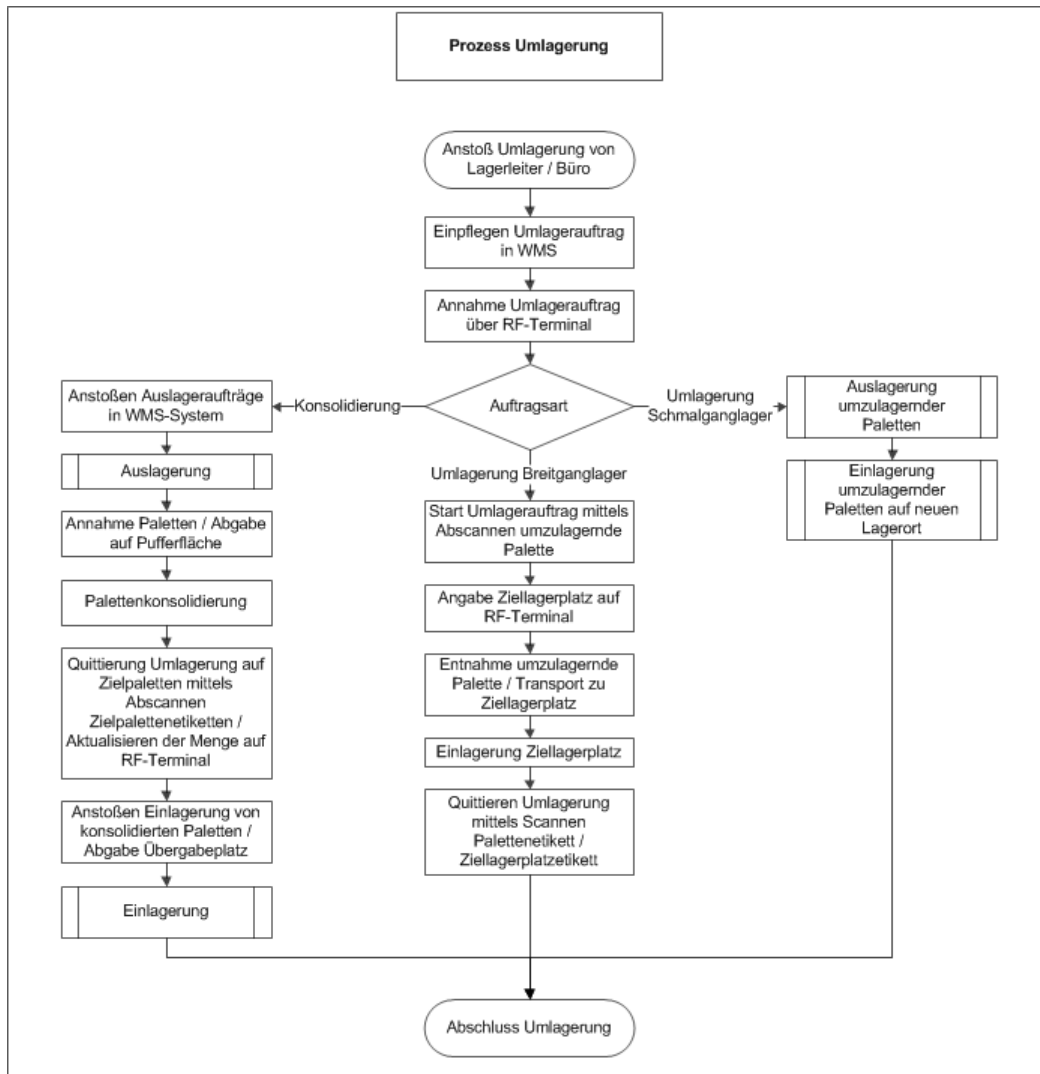 Prozess Umlagerung
Anstoß Umlagerung von
Lagerleiter / Büro
Einpflegen Umlagerauftrag
in WMS
Annahme Umlagerauftrag
über RF-Terminal
Auftragsart
Konsolidierung
Anstoßen Auslageraufträge
in WMS-System
Auslagerung
Annahme Paletten / Abgabe
auf Pufferfläche
Palettenkonsolidierung
Quittierung Umlagerung auf
Zielpaletten mittels
Abscannen
Zielpalettenetiketten /
Aktualisieren der Menge auf
RF-Terminal
Anstoßen Einlagerung von
konsolidierten Paletten /
Abgabe Übergabeplatz
Einlagerung
Umlagerung Breitganglager
Start Umlagerauftrag mittels
Abscannen umzulagernde
Palette
Angabe Ziellagerplatz auf
RF-Terminal
Entnahme umzulagernde
Palette / Transport zu
Ziellagerplatz
Einlagerung Ziellagerplatz
Quittieren Umlagerung
mittels Scannen
Palettenetikett /
Ziellagerplatzetikett
Umlagerung
Schmalganglager
Auslagerung
umzulagernder
Paletten
Einlagerung
umzulagernder
Paletten auf neuen
Lagerort
Abschluss Umlagerung